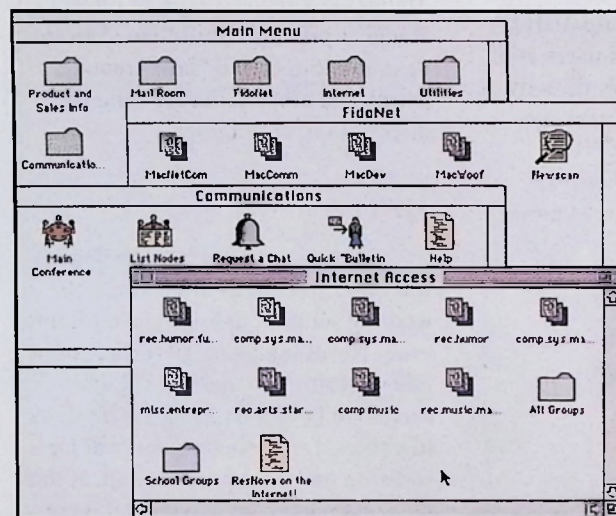 Main Menu
Product and
Sales Info
Mail Room
FidoNet
Internet
Utilities
Communicatio...
FidoNet
MacNetCom
MacComm
MacDev
MacWoof
Newscan
Communications
Main
Conference
List Nodes
Request a Chat
Quick "Bulletin
Help
Internet Access
rec.humor.fu...
comp.sys.ma...
comp.sys.ma...
rec.humor
comp.sys.ma...
misc.entrepr...
rec.arts.star...
comp.music
rec.music.ma...
All Groups
School Groups
ResNova on the
Internet!